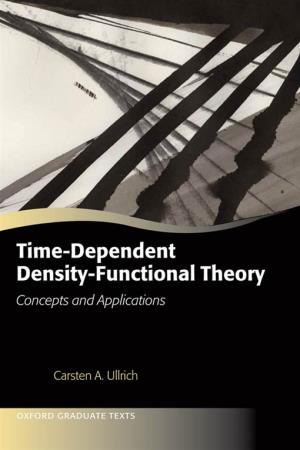 Time-Dependent
Density-Functional Theory
Concepts and Applications
Carsten A. Ullrich
OXFORD GRADUATE TEXTS